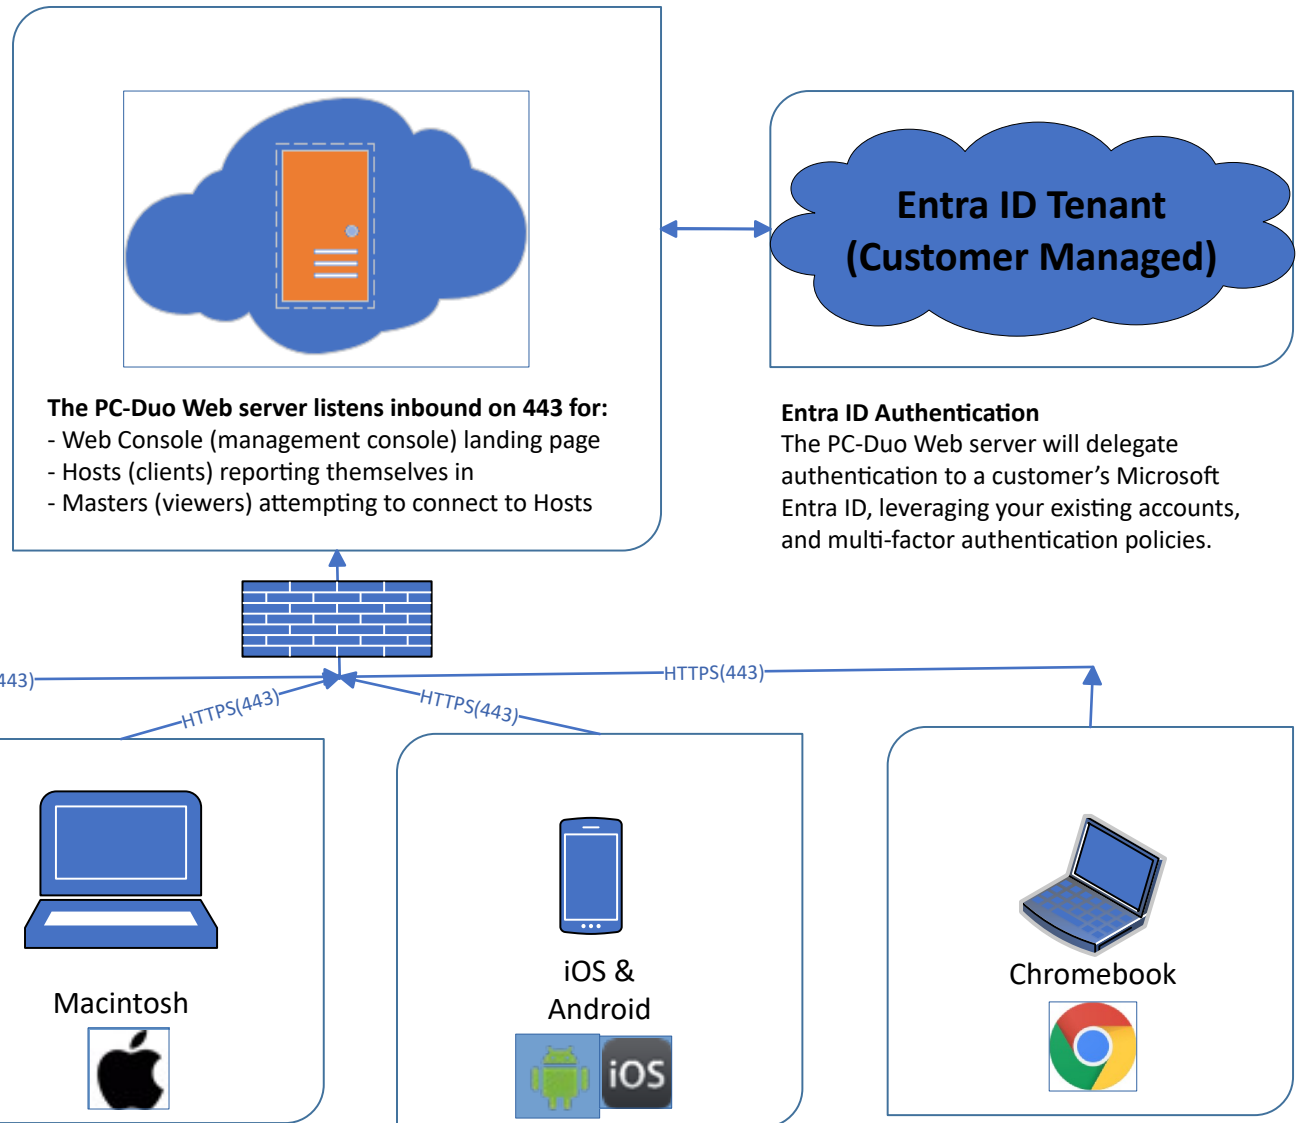 Entra ID Tenant
(Customer Managed)
The PC-Duo Web server listens inbound on 443 for:
- Web Console (management console) landing page
- Hosts (clients) reporting themselves in
- Masters (viewers) attempting to connect to Hosts
Entra ID Authentication
The PC-Duo Web server will delegate
authentication to a customer's Microsoft
Entra ID, leveraging your existing accounts,
and multi-factor authentication policies.
443)
HTTPS(443)
HTTPS(443)
HTTPS(443)
Macintosh
iOS &
Android
iOS
Chromebook